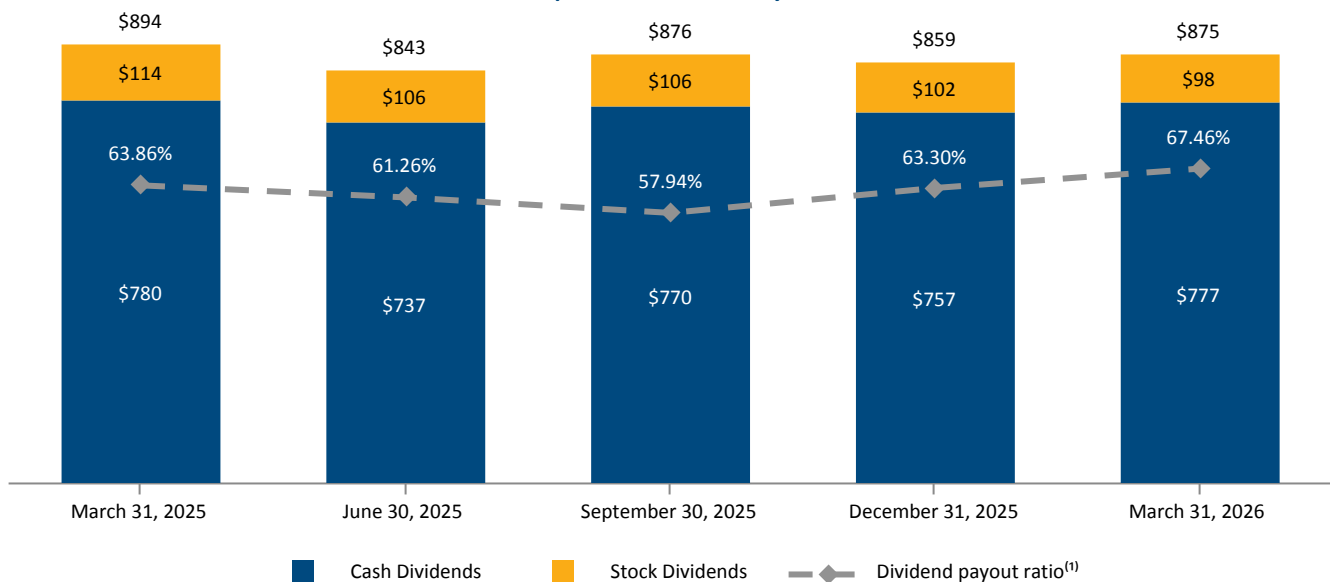 $894 $843 $876 $859 $875
$114 $106 $106 $102 $98
63.86% 61.26% 57.94% 63.30% 67.46%
$780 $737 $770 $757 $777
March 31, 2025 June 30, 2025 September 30, 2025 December 31, 2025 March 31, 2026
Cash Dividends Stock Dividends Dividend payout ratio⁽¹⁾